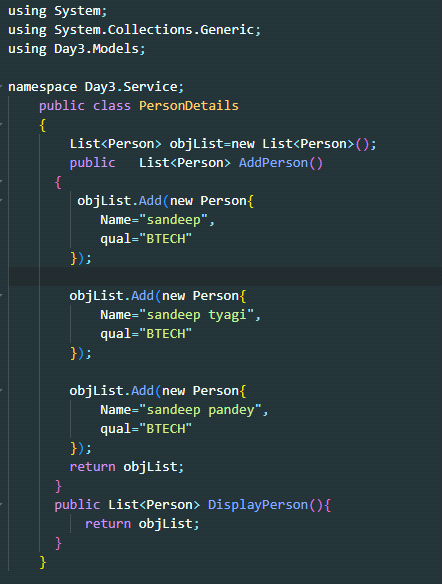 using System;
using System.Collections.Generic;
using Day3.Models;
namespace Day3.Service;
public class PersonDetails
{
List<Person> objList=new List<Person>();
public   List<Person> AddPerson()
{
objList.Add(new Person{
Name="sandeep",
qual="BTECH"
});
objList.Add(new Person{
Name="sandeep tyagi",
qual="BTECH"
});
objList.Add(new Person{
Name="sandeep pandey",
qual="BTECH"
});
return objList;
}
public List<Person> DisplayPerson(){
return objList;
}
}